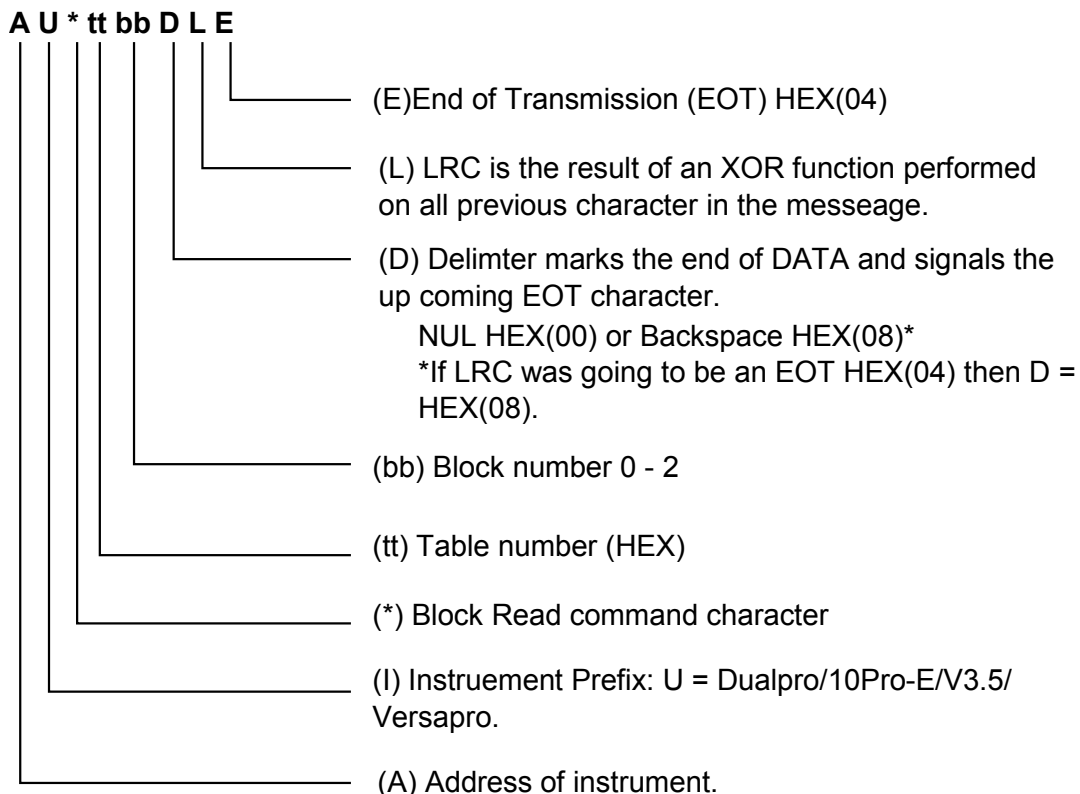 A U * tt bb D L E
(E)End of Transmission (EOT) HEX(04)
(L) LRC is the result of an XOR function performed
on all previous character in the messeage.
(D) Delimter marks the end of DATA and signals the
up coming EOT character.
NUL HEX(00) or Backspace HEX(08)*
*If LRC was going to be an EOT HEX(04) then D =
HEX(08).
(bb) Block number 0 - 2
(tt) Table number (HEX)
(*) Block Read command character
(I) Instruement Prefix: U = Dualpro/10Pro-E/V3.5/
Versapro.
(A) Address of instrument.